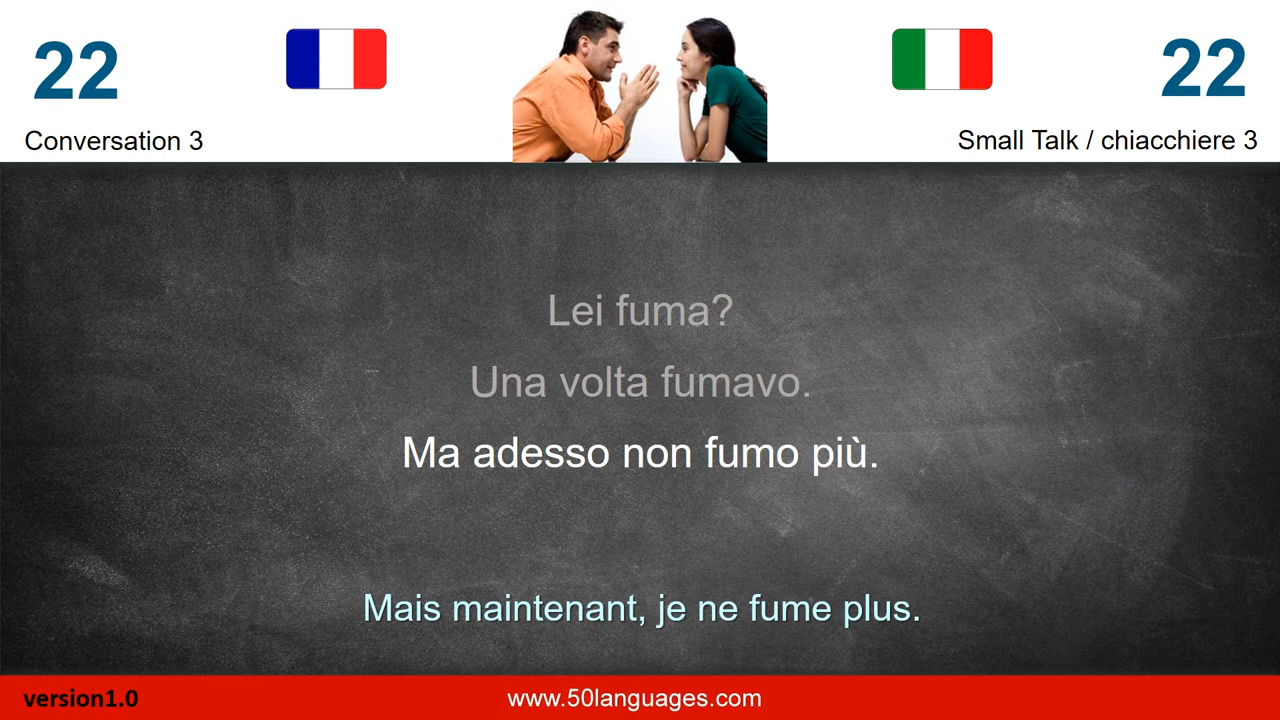 22
22
Conversation 3
Small Talk / chiacchiere 3
Lei fuma?
Una volta fumavo.
Ma adesso non fumo più.
Mais maintenant, je ne fume plus.
version1.0
www.50languages.com